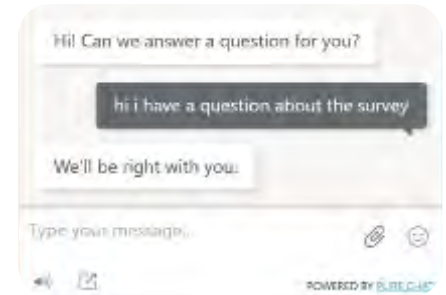 Hi! Can we answer a question for you?
hi i have a question about the survey
We'll be right with you.
Type your message...
POWERED BY PURE CHAT